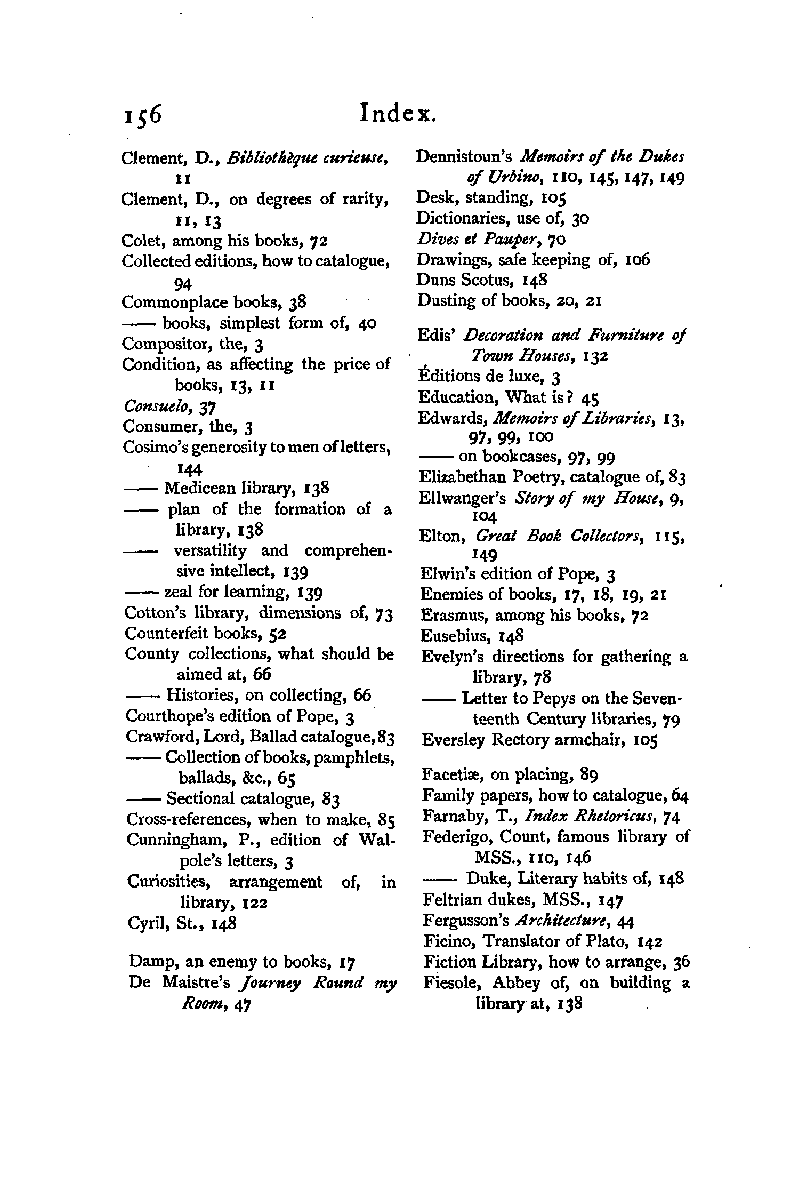 156
Index.
Clement, D., Bibliothèque curieuse,
11
Clement, D., on degrees of rarity,
11, 13
Colet, among his books, 72
Collected editions, how to catalogue,
94
Commonplace books, 38
—— books, simplest form of, 40
Compositor, the, 3
Condition, as affecting the price of
books, 13, 11
Consuelo, 37
Consumer, the, 3
Cosimo's generosity to men of letters,
144
—— Medicean library, 138
—— plan of the formation of a
library, 138
—— versatility and comprehen-
sive intellect, 139
—— zeal for learning, 139
Cotton's library, dimensions of, 73
Counterfeit books, 52
County collections, what should be
aimed at, 66
—— Histories, on collecting, 66
Courthope's edition of Pope, 3
Crawford, Lord, Ballad catalogue, 83
—— Collection of books, pamphlets,
ballads, &c., 65
—— Sectional catalogue, 83
Cross-references, when to make, 85
Cunningham, P., edition of Wal-
pole's letters, 3
Curiosities, arrangement of, in
library, 122
Cyril, St., 148
Damp, an enemy to books, 17
De Maistre's Journey Round my
Room, 47
Dennistoun's Memoirs of the Dukes
of Urbino, 110, 145, 147, 149
Desk, standing, 105
Dictionaries, use of, 30
Dives et Pauper, 70
Drawings, safe keeping of, 106
Duns Scotus, 148
Dusting of books, 20, 21
Edis' Decoration and Furniture of
Town Houses, 132
Éditions de luxe, 3
Education, What is? 45
Edwards, Memoirs of Libraries, 13,
97, 99, 100
—— on bookcases, 97, 99
Elizabethan Poetry, catalogue of, 83
Ellwanger's Story of my House, 9,
104
Elton, Great Book Collectors, 115,
149
Elwin's edition of Pope, 3
Enemies of books, 17, 18, 19, 21
Erasmus, among his books, 72
Eusebius, 148
Evelyn's directions for gathering a
library, 78
—— Letter to Pepys on the Seven-
teenth Century libraries, 79
Eversley Rectory armchair, 105
Facetiæ, on placing, 89
Family papers, how to catalogue, 64
Farnaby, T., Index Rhetoricus, 74
Federigo, Count, famous library of
MSS., 110, 146
—— Duke, Literary habits of, 148
Feltrian dukes, MSS., 147
Fergusson's Architecture, 44
Ficino, Translator of Plato, 142
Fiction Library, how to arrange, 36
Fiesole, Abbey of, on building a
library at, 138